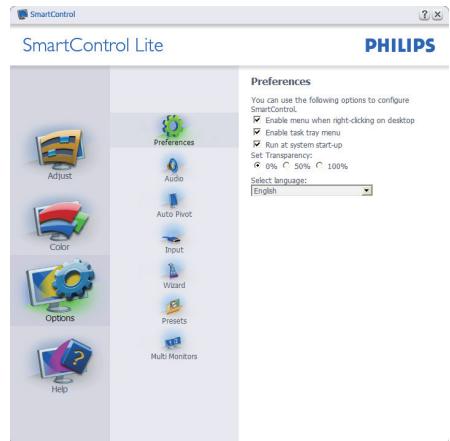 SmartControl
SmartControl Lite
PHILIPS
Adjust
Color
Options
Help
Preferences
Audio
Auto Pivot
Input
Wizard
Presets
Multi Monitors
Preferences
You can use the following options to configure
SmartControl.
Enable menu when right-clicking on desktop
Enable task tray menu
Run at system start-up
Set Transparency:
0% 50% 100%
Select language:
English